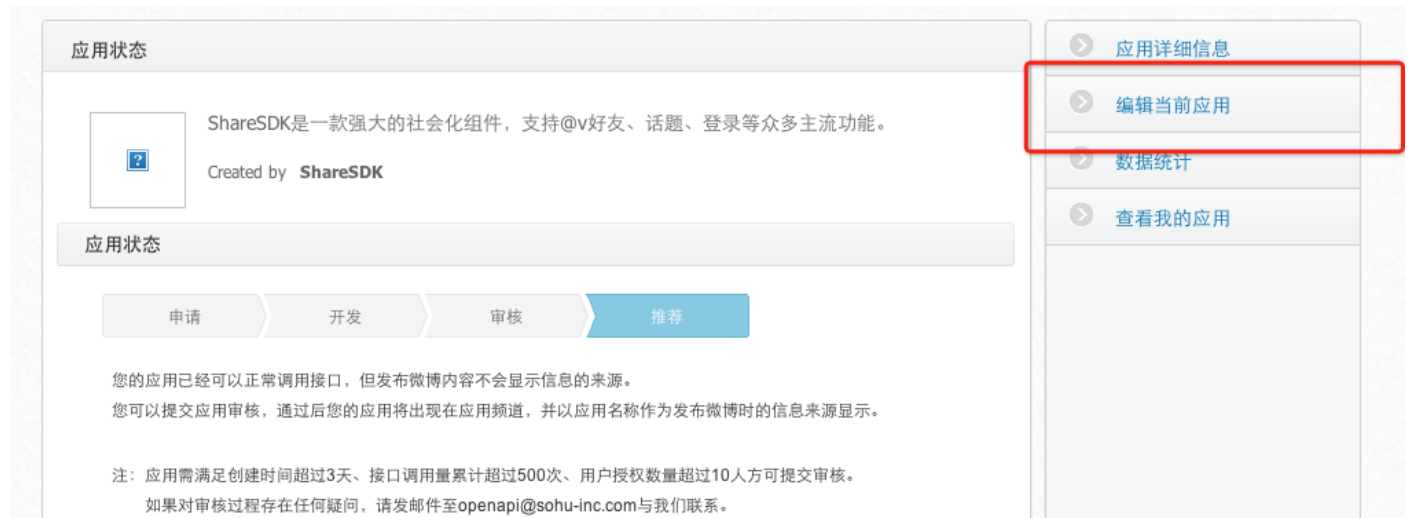 应用状态
ShareSDK是一款强大的社会化组件，支持@v好友、话题、登录等众多主流功能。
Created by ShareSDK
应用状态
申请
开发
审核
推荐
您的应用已经可以正常调用接口，但发布微博内容不会显示信息的来源。
您可以提交应用审核，通过后您的应用将出现在应用频道，并以应用名称作为发布微博时的信息来源显示。
注：应用需满足创建时间超过3天、接口调用量累计超过500次、用户授权数量超过10人方可提交审核。
如果对审核过程存在任何疑问，请发邮件至openapi@sohu-inc.com与我们联系。
应用详细信息
编辑当前应用
数据统计
查看我的应用